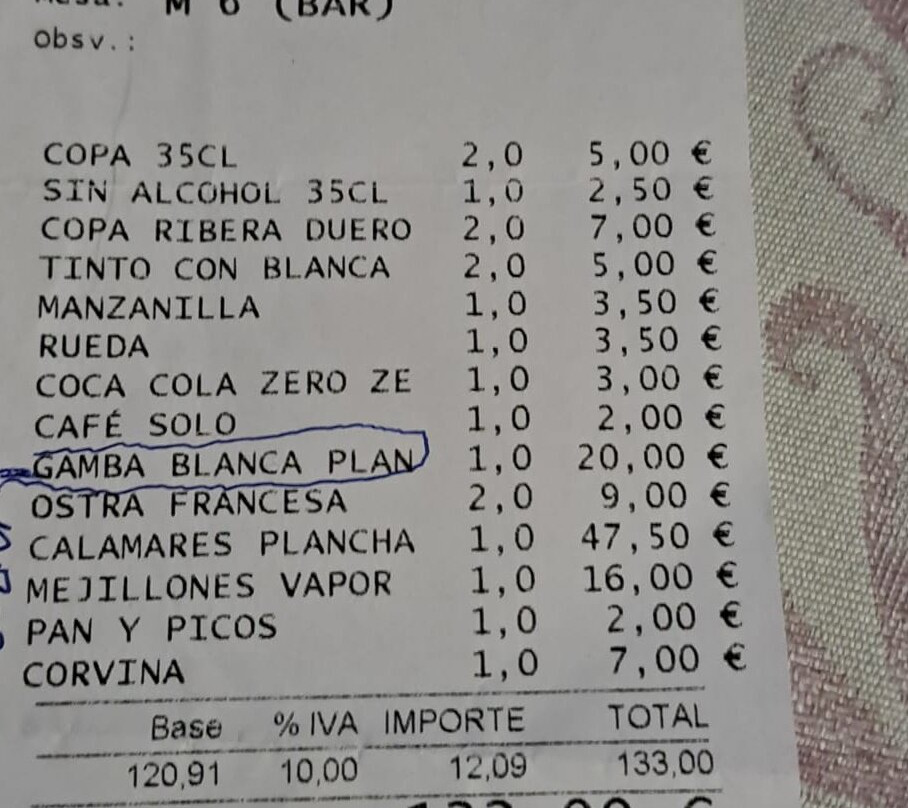 M 6 (BAR)
Obsv.:
COPA 35CL 2,0 5,00 €
SIN ALCOHOL 35CL 1,0 2,50 €
COPA RIBERA DUERO 2,0 7,00 €
TINTO CON BLANCA 2,0 5,00 €
MANZANILLA 1,0 3,50 €
RUEDA 1,0 3,50 €
COCA COLA ZERO ZE 1,0 3,00 €
CAFÉ SOLO 1,0 2,00 €
GAMBA BLANCA PLAN 1,0 20,00 €
OSTRA FRANCESA 2,0 9,00 €
CALAMARES PLANCHA 1,0 47,50 €
MEJILLONES VAPOR 1,0 16,00 €
PAN Y PICOS 1,0 2,00 €
CORVINA 1,0 7,00 €
Base % IVA IMPORTE TOTAL
120,91 10,00 12,09 133,00